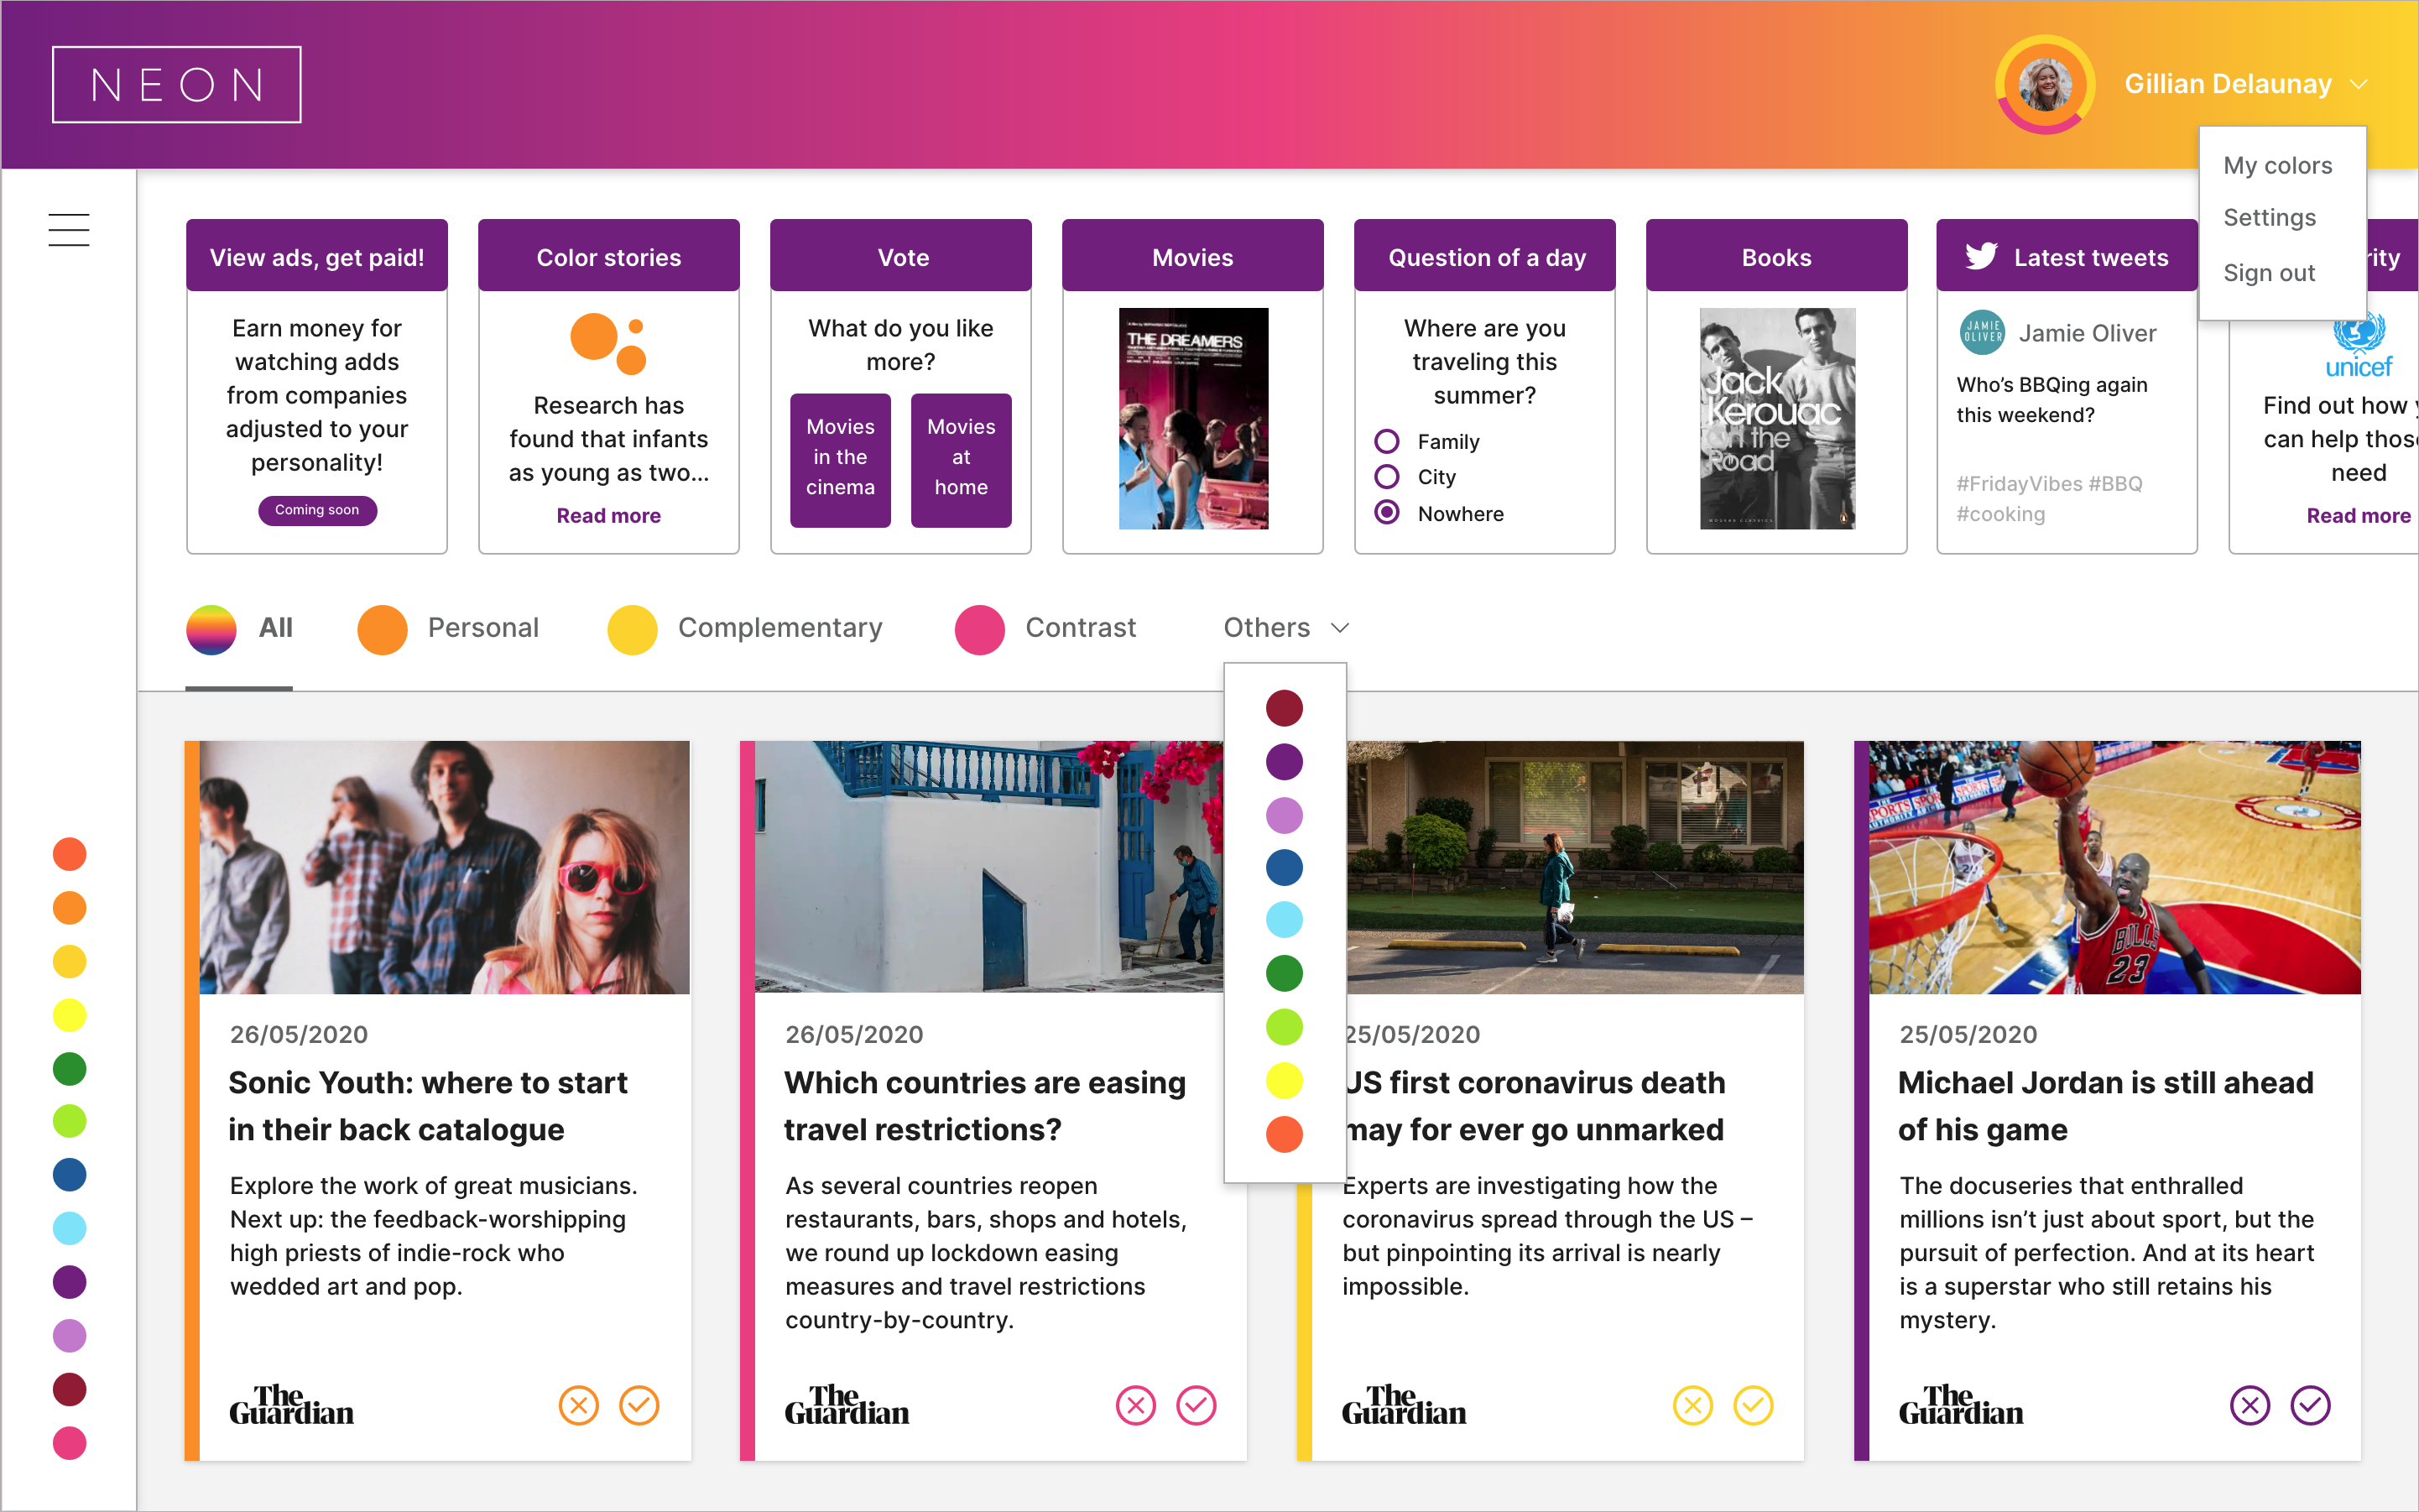 NEON
Gillian Delaunay
My colors
Settings
Sign out
View ads, get paid!
Earn money for
watching adds
from companies
adjusted to your
personality!
Coming soon
Color stories
Research has
found that infants
as young as two...
Read more
Vote
What do you like
more?
Movies
in the
cinema
Movies
at
home
Movies
THE DREAMERS
Question of a day
Where are you
traveling this
summer?
Family
City
Nowhere
Books
Jack
Kerouac
On the
Road
MODERN CLASSICS
Latest tweets
JAMIE
OLIVER
Jamie Oliver
Who's BBQing again
this weekend?
#FridayVibes #BBQ
#cooking
unicef
Find out how
can help
need
Read more
All
Personal
Complementary
Contrast
Others
26/05/2020
Sonic Youth: where to start
in their back catalogue
Explore the work of great musicians.
Next up: the feedback-worshipping
high priests of indie-rock who
wedded art and pop.
The
Guardian
26/05/2020
Which countries are easing
travel restrictions?
As several countries reopen
restaurants, bars, shops and hotels,
we round up lockdown easing
measures and travel restrictions
country-by-country.
The
Guardian
25/05/2020
US first coronavirus death
may for ever go unmarked
Experts are investigating how the
coronavirus spread through the US –
but pinpointing its arrival is nearly
impossible.
The
Guardian
BULLS
23
25/05/2020
Michael Jordan is still ahead
of his game
The docuseries that enthralled
millions isn't just about sport, but the
pursuit of perfection. And at its heart
is a superstar who still retains his
mystery.
The
Guardian